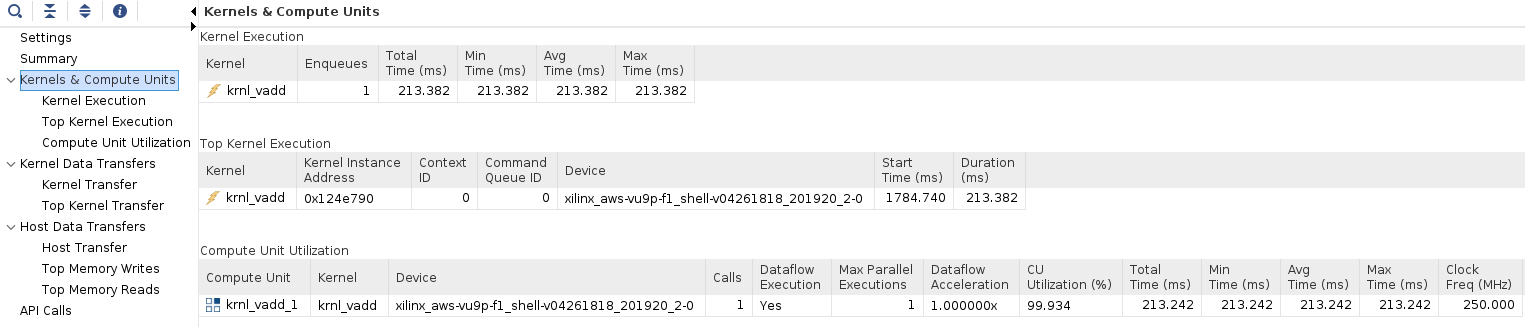 Kernels & Compute Units
Settings
Summary
Kernels & Compute Units
Kernel Execution
Top Kernel Execution
Compute Unit Utilization
Kernel Data Transfers
Kernel Transfer
Top Kernel Transfer
Host Data Transfers
Host Transfer
Top Memory Writes
Top Memory Reads
API Calls
Kernel Execution
Kernel Enqueues Total Time (ms) Min Time (ms) Avg Time (ms) Max Time (ms)
krnl_vadd 1 213.382 213.382 213.382 213.382
Top Kernel Execution
Kernel Kernel Instance Address Context ID Command Queue ID Device Start Time (ms) Duration (ms)
krnl_vadd 0x124e790 0 0 xilinx_aws-vu9p-f1_shell-v04261818_201920_2-0 1784.740 213.382
Compute Unit Utilization
Compute Unit Kernel Device Calls Dataflow Execution Max Parallel Executions Dataflow Acceleration CU Utilization (%) Total Time (ms) Min Time (ms) Avg Time (ms) Max Time (ms) Clock Freq (MHz)
krnl_vadd_1 krnl_vadd xilinx_aws-vu9p-f1_shell-v04261818_201920_2-0 1 Yes 1 1.000000x 99.934 213.242 213.242 213.242 213.242 250.000